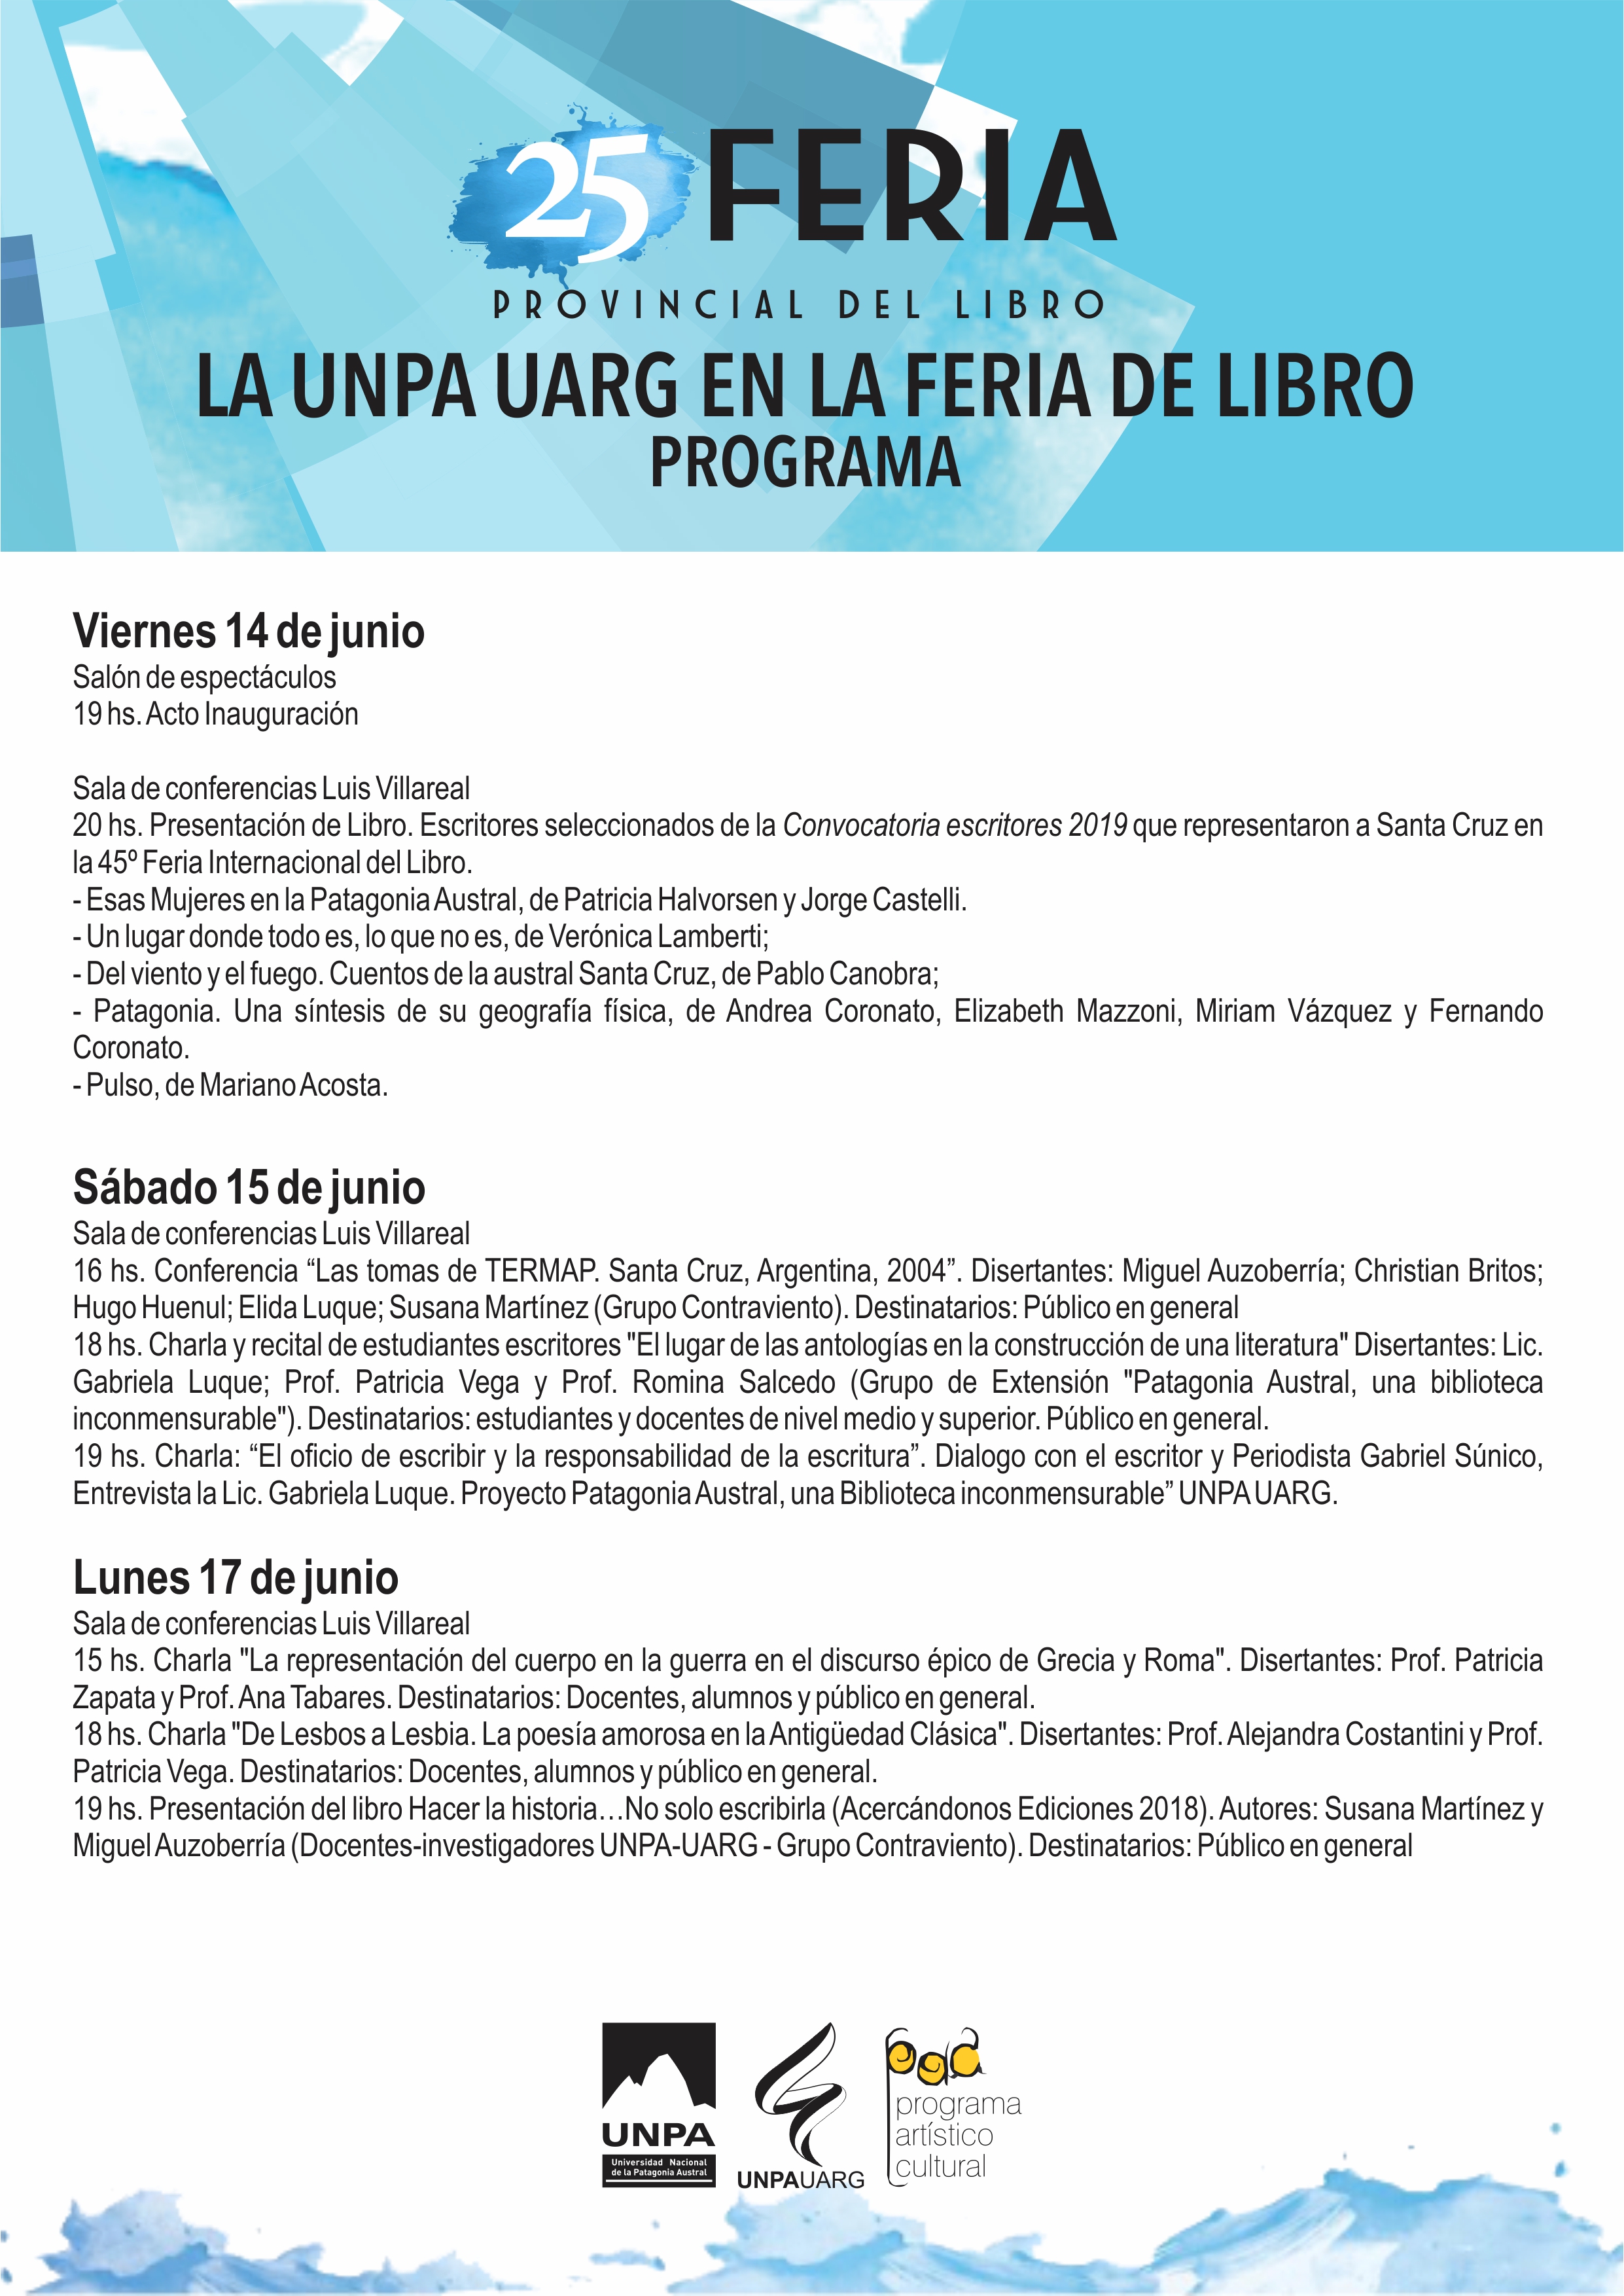 25 FERIA
PROVINCIAL DEL LIBRO
LA UNPA UARG EN LA FERIA DE LIBRO
PROGRAMA
Viernes 14 de junio
Salón de espectáculos
19 hs. Acto Inauguración
Sala de conferencias Luis Villareal
20 hs. Presentación de Libro. Escritores seleccionados de la Convocatoria escritores 2019 que representaron a Santa Cruz en
la 45º Feria Internacional del Libro.
- Esas Mujeres en la Patagonia Austral, de Patricia Halvorsen y Jorge Castelli.
- Un lugar donde todo es, lo que no es, de Verónica Lamberti;
- Del viento y el fuego. Cuentos de la austral Santa Cruz, de Pablo Canobra;
- Patagonia. Una síntesis de su geografía física, de Andrea Coronato, Elizabeth Mazzoni, Miriam Vázquez y Fernando
Coronato.
- Pulso, de Mariano Acosta.
Sábado 15 de junio
Sala de conferencias Luis Villareal
16 hs. Conferencia “Las tomas de TERMAP. Santa Cruz, Argentina, 2004”. Disertantes: Miguel Auzoberría; Christian Britos;
Hugo Huenul; Elida Luque; Susana Martínez (Grupo Contraviento). Destinatarios: Público en general
18 hs. Charla y recital de estudiantes escritores "El lugar de las antologías en la construcción de una literatura" Disertantes: Lic.
Gabriela Luque; Prof. Patricia Vega y Prof. Romina Salcedo (Grupo de Extensión "Patagonia Austral, una biblioteca
inconmensurable"). Destinatarios: estudiantes y docentes de nivel medio y superior. Público en general.
19 hs. Charla: “El oficio de escribir y la responsabilidad de la escritura”. Dialogo con el escritor y Periodista Gabriel Súnico,
Entrevista la Lic. Gabriela Luque. Proyecto Patagonia Austral, una Biblioteca inconmensurable” UNPA UARG.
Lunes 17 de junio
Sala de conferencias Luis Villareal
15 hs. Charla "La representación del cuerpo en la guerra en el discurso épico de Grecia y Roma". Disertantes: Prof. Patricia
Zapata y Prof. Ana Tabares. Destinatarios: Docentes, alumnos y público en general.
18 hs. Charla "De Lesbos a Lesbia. La poesía amorosa en la Antigüedad Clásica". Disertantes: Prof. Alejandra Costantini y Prof.
Patricia Vega. Destinatarios: Docentes, alumnos y público en general.
19 hs. Presentación del libro Hacer la historia…No solo escribirla (Acercándonos Ediciones 2018). Autores: Susana Martínez y
Miguel Auzoberría (Docentes-investigadores UNPA-UARG - Grupo Contraviento). Destinatarios: Público en general
UNPA
Universidad Nacional
de la Patagonia Austral
UNPAUARG
pac
programa
artístico
cultural